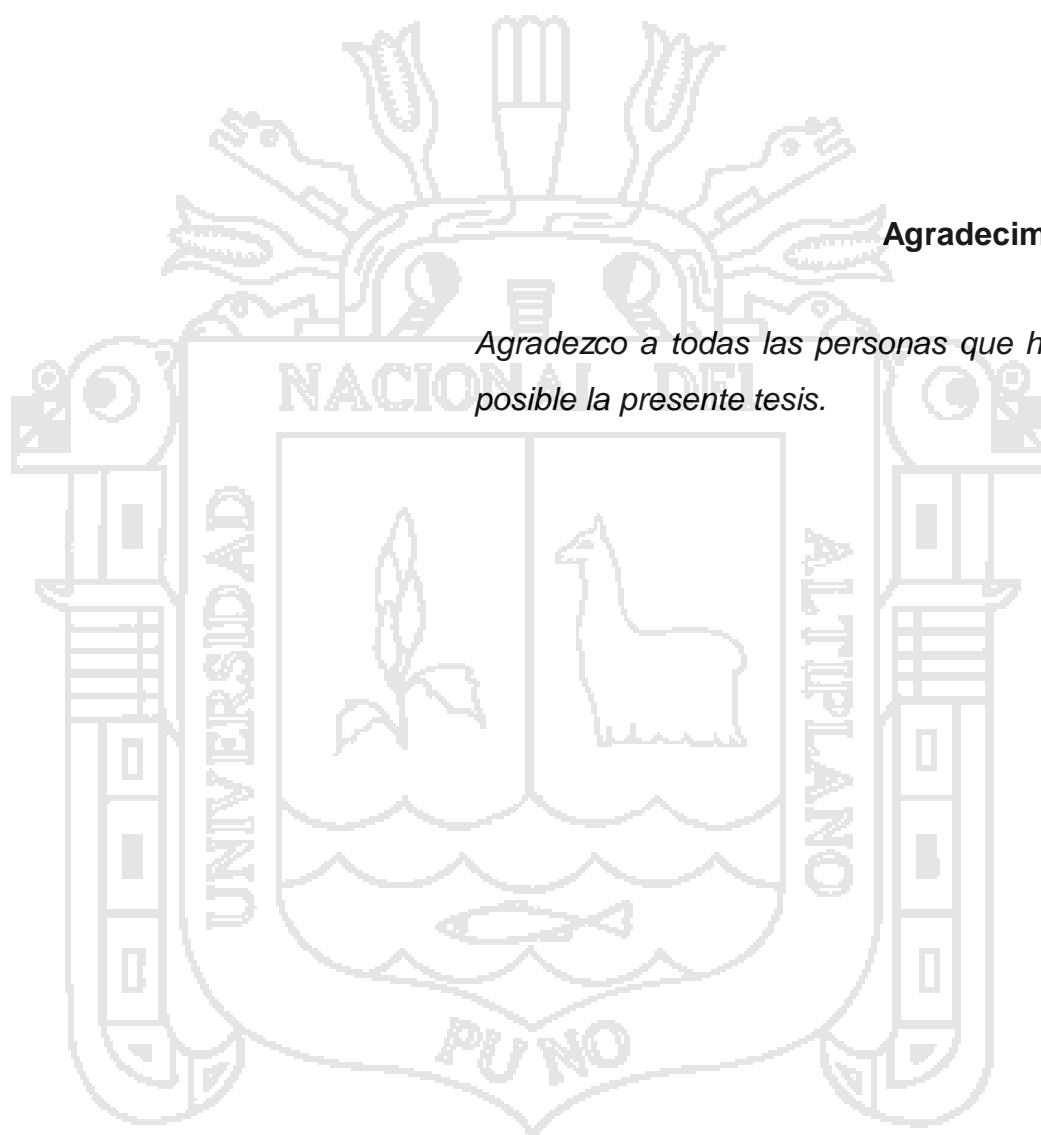 Agradecim
Agradezco a todas las personas que h
posible la presente tesis.
NACIONAL DEL
UNIVERSIDAD
ALTIPLANO
PUNO